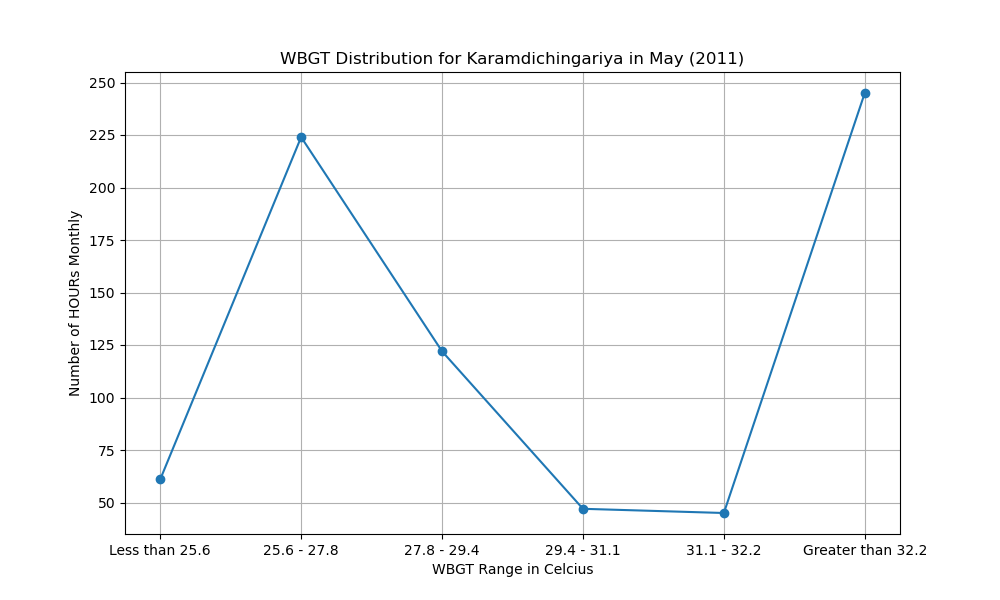 WBGT Distribution for Karamdichingariya in May (2011)
Number of HOURs Monthly
250
225
200
175
150
125
100
75
50
Less than 25.6
25.6 - 27.8
27.8 - 29.4
29.4 - 31.1
31.1 - 32.2
Greater than 32.2
WBGT Range in Celcius